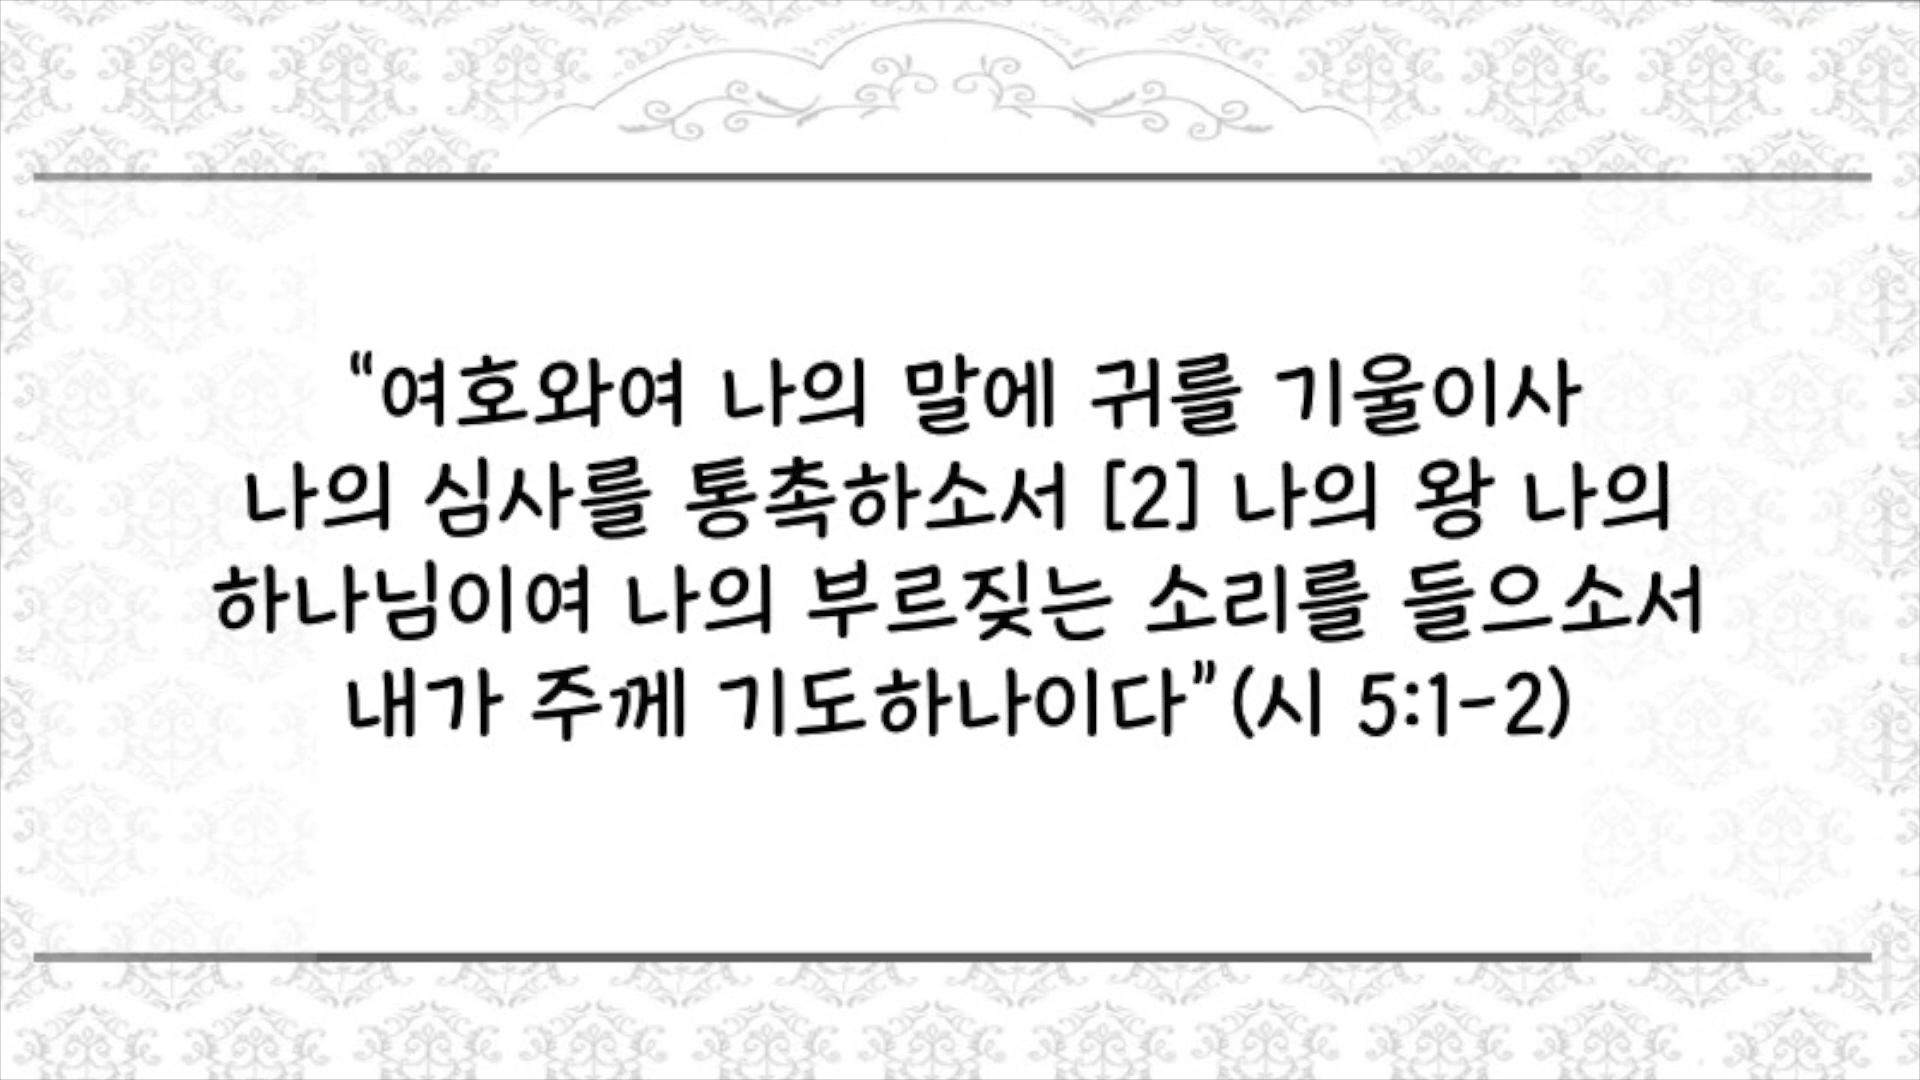 “여호와여 나의 말에 귀를 기울이사
나의 심사를 통촉하소서 [2] 나의 왕 나의
하나님이여 나의 부르짖는 소리를 들으소서
내가 주께 기도하나이다”(시 5:1-2)